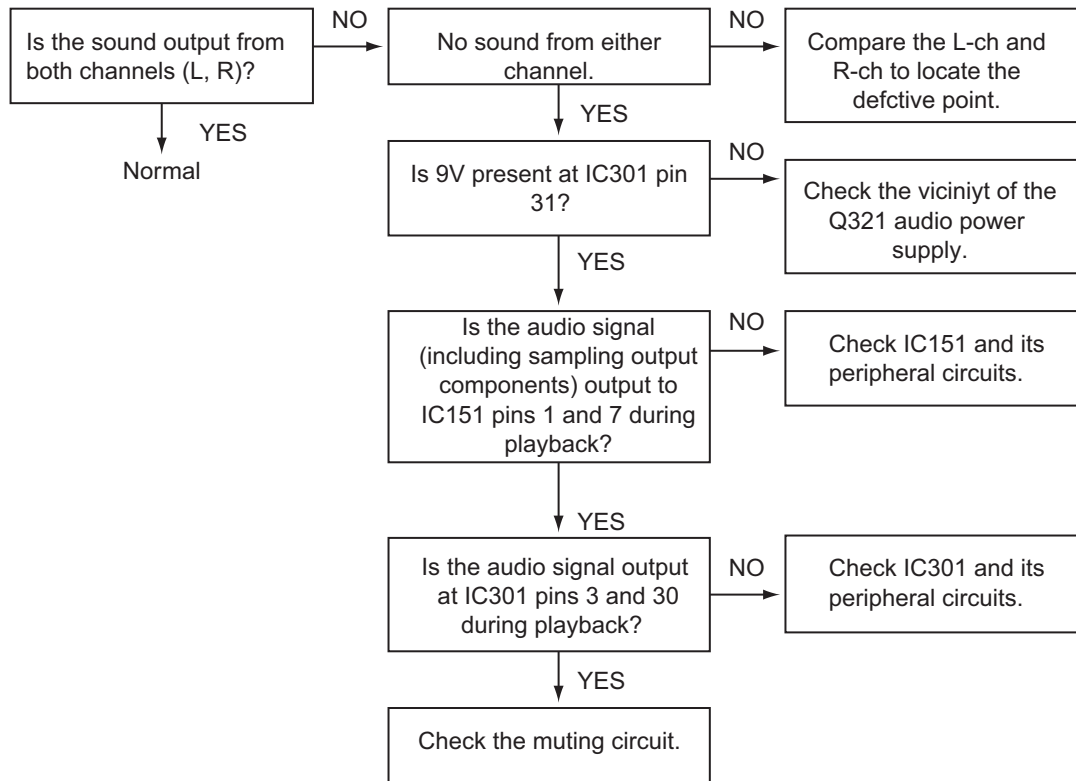 Is the sound output from
both channels (L, R)?
NO
No sound from either
channel.
NO
Compare the L-ch and
R-ch to locate the
defctive point.
YES
Normal
YES
Is 9V present at IC301 pin
31?
NO
Check the viciniyt of the
Q321 audio power
supply.
YES
Is the audio signal
(including sampling output
components) output to
IC151 pins 1 and 7 during
playback?
NO
Check IC151 and its
peripheral circuits.
YES
Is the audio signal output
at IC301 pins 3 and 30
during playback?
NO
Check IC301 and its
peripheral circuits.
YES
Check the muting circuit.